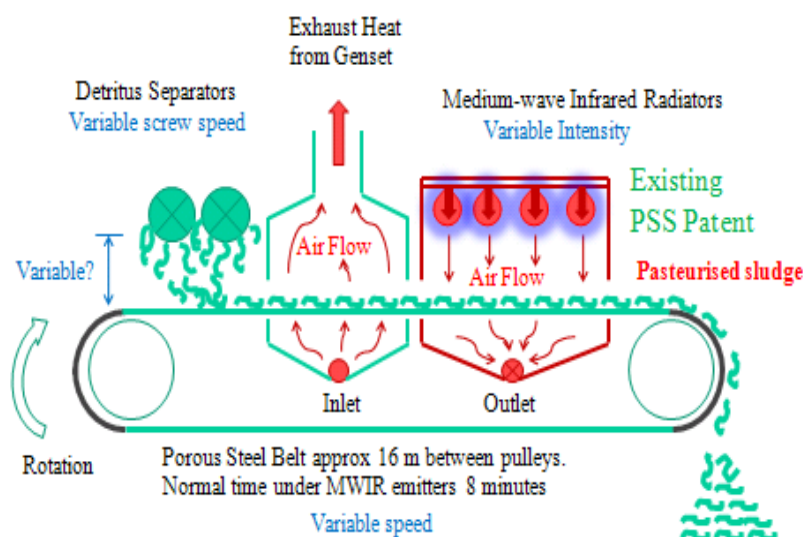 Exhaust Heat
from Genset
Detritus Separators
Variable screw speed
Medium-wave Infrared Radiators
Variable Intensity
Existing
PSS Patent
Air Flow
Variable?
Air Flow
Pasteurised sludge
Inlet
Outlet
Rotation
Porous Steel Belt approx 16 m between pulleys.
Normal time under MWIR emitters 8 minutes
Variable speed